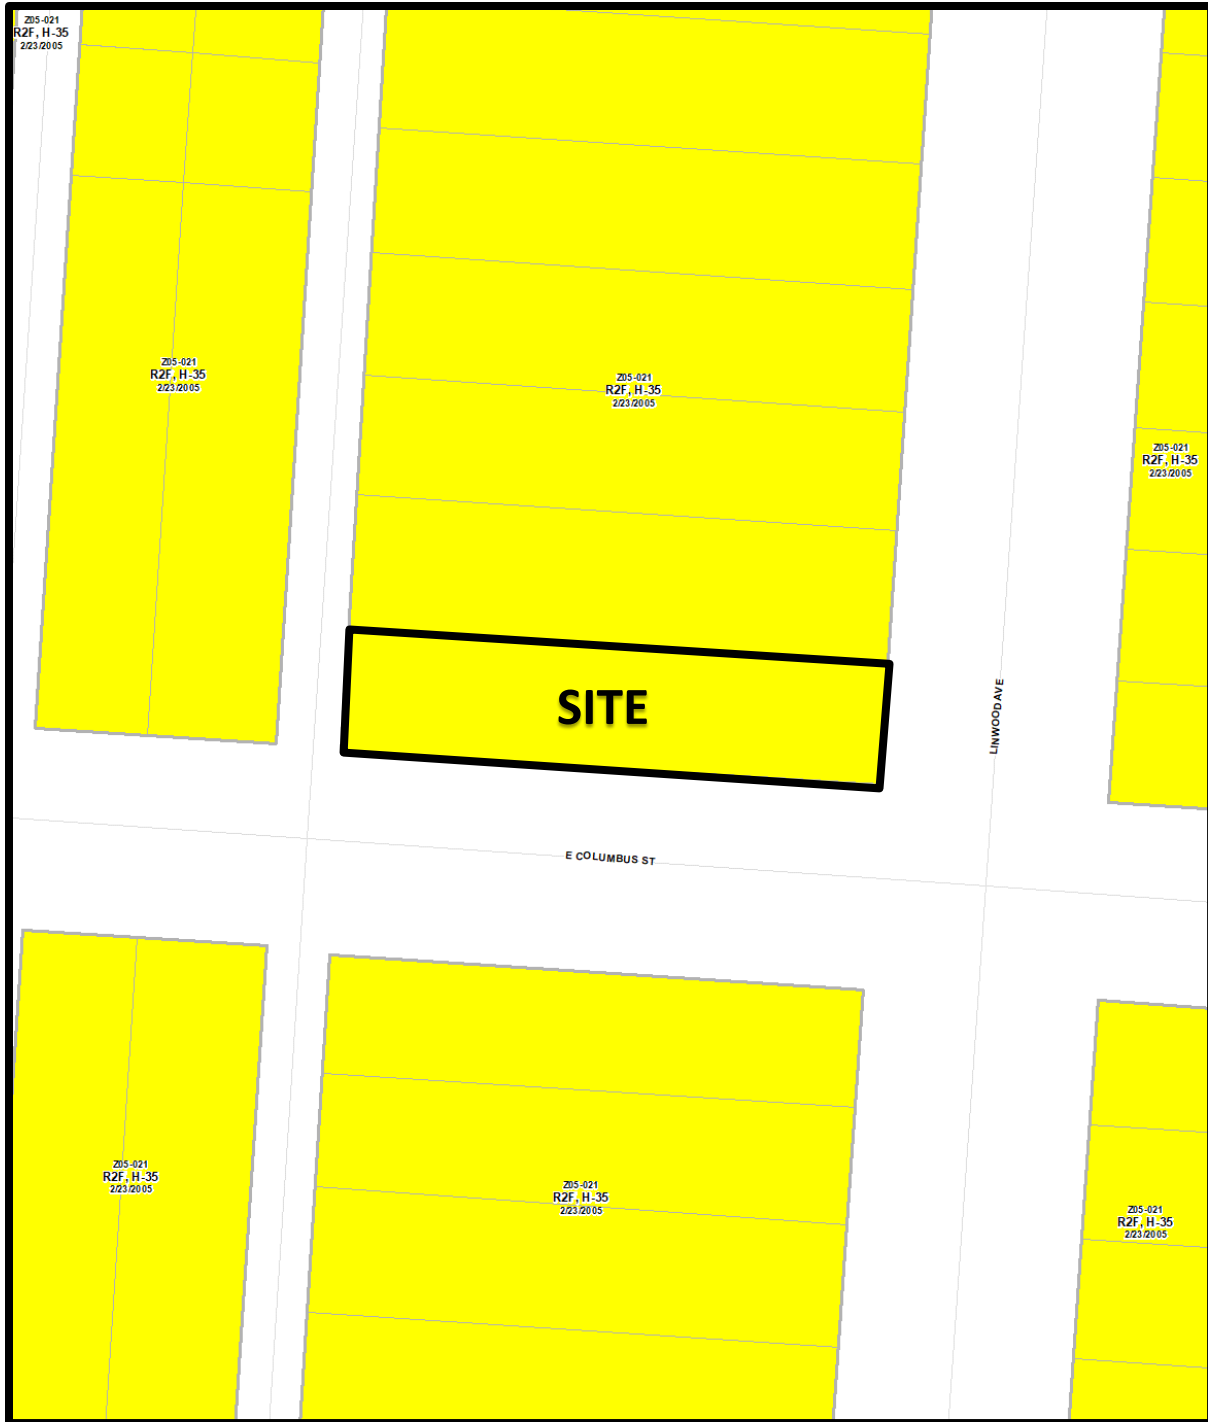 Z05-021
R2F, H-35
2/23/2005
Z05-021
R2F, H-35
2/23/2005
Z05-021
R2F, H-35
2/23/2005
Z05-021
R2F, H-35
2/23/2005
SITE
LINWOOD AVE
E COLUMBUS ST
Z05-021
R2F, H-35
2/23/2005
Z05-021
R2F, H-35
2/23/2005
Z05-021
R2F, H-35
2/23/2005